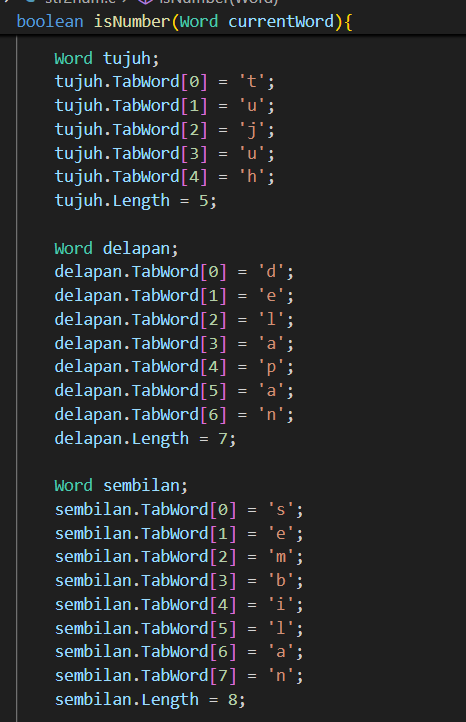 str2num.c > isNumber(Word)
boolean isNumber(Word currentWord){
Word tujuh;
tujuh.TabWord[0] = 't';
tujuh.TabWord[1] = 'u';
tujuh.TabWord[2] = 'j';
tujuh.TabWord[3] = 'u';
tujuh.TabWord[4] = 'h';
tujuh.Length = 5;
Word delapan;
delapan.TabWord[0] = 'd';
delapan.TabWord[1] = 'e';
delapan.TabWord[2] = 'l';
delapan.TabWord[3] = 'a';
delapan.TabWord[4] = 'p';
delapan.TabWord[5] = 'a';
delapan.TabWord[6] = 'n';
delapan.Length = 7;
Word sembilan;
sembilan.TabWord[0] = 's';
sembilan.TabWord[1] = 'e';
sembilan.TabWord[2] = 'm';
sembilan.TabWord[3] = 'b';
sembilan.TabWord[4] = 'i';
sembilan.TabWord[5] = 'l';
sembilan.TabWord[6] = 'a';
sembilan.TabWord[7] = 'n';
sembilan.Length = 8;